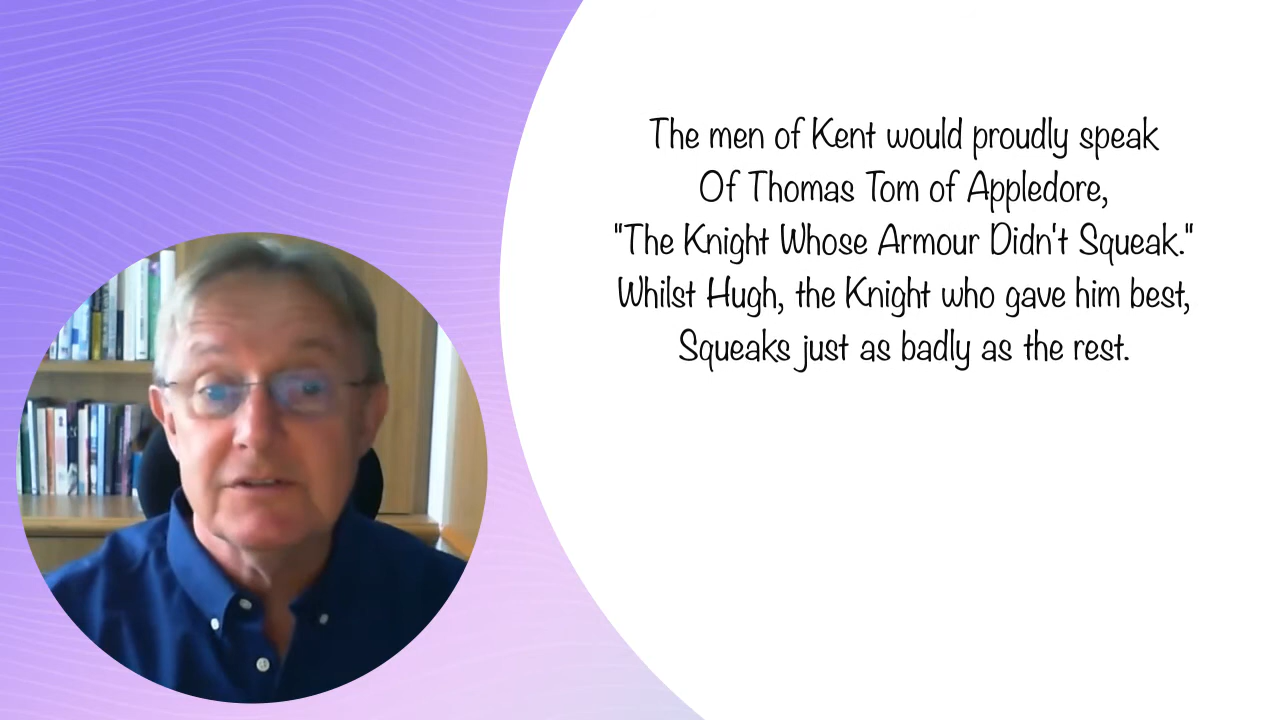 The men of Kent would proudly speak
Of Thomas Tom of Appledore,
"The Knight Whose Armour Didn't Squeak."
Whilst Hugh, the Knight who gave him best,
Squeaks just as badly as the rest.